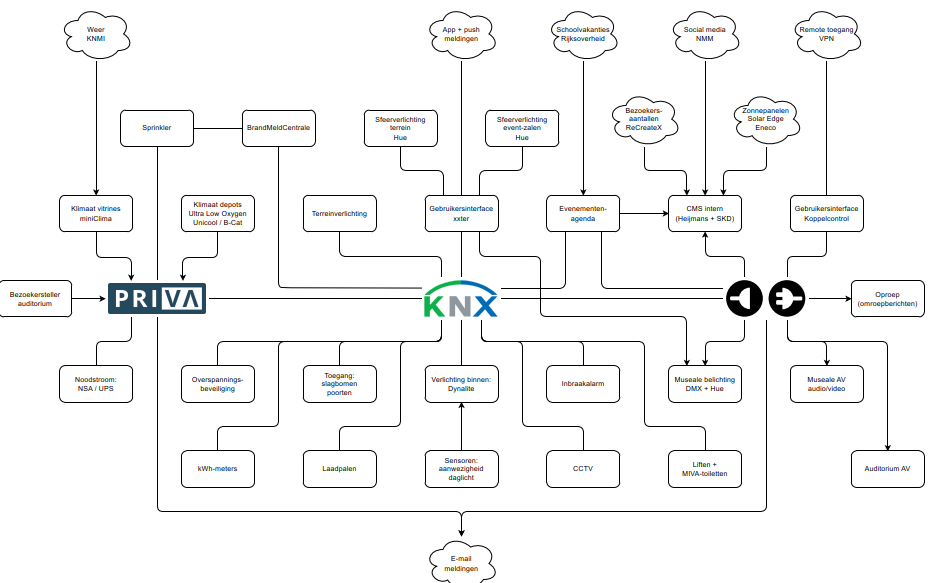 Weer
KNMI
App + push
meldingen
Schoolvakanties
Rijksoverheid
Social media
NMM
Remote toegang
VPN
Sprinkler
BrandMeldCentrale
Sfeerverlichting
terrein
Hue
Sfeerverlichting
event-zalen
Hue
Bezoekers-
aantallen
ReCreateX
Zonnepanelen
Solar Edge
Eneco
Klimaat vitrines
miniClima
Klimaat depots
Ultra Low Oxygen
Unicool / B-Cat
Terreinverlichting
Gebruikersinterface
xxter
Evenementen-
agenda
CMS intern
(Heijmans + SKD)
Gebruikersinterface
Koppelcontrol
Bezoekersteller
auditorium
PRIVA
KNX
Oproep
(omroepberichten)
Noodstroom:
NSA / UPS
Overspannings-
beveiliging
Toegang:
slagbomen
poorten
Verlichting binnen:
Dynalite
Inbraakalarm
Museale belichting
DMX + Hue
Museale AV
audio/video
kWh-meters
Laadpalen
Sensoren:
aanwezigheid
daglicht
CCTV
Liften +
MIVA-toiletten
Auditorium AV
E-mail
meldingen